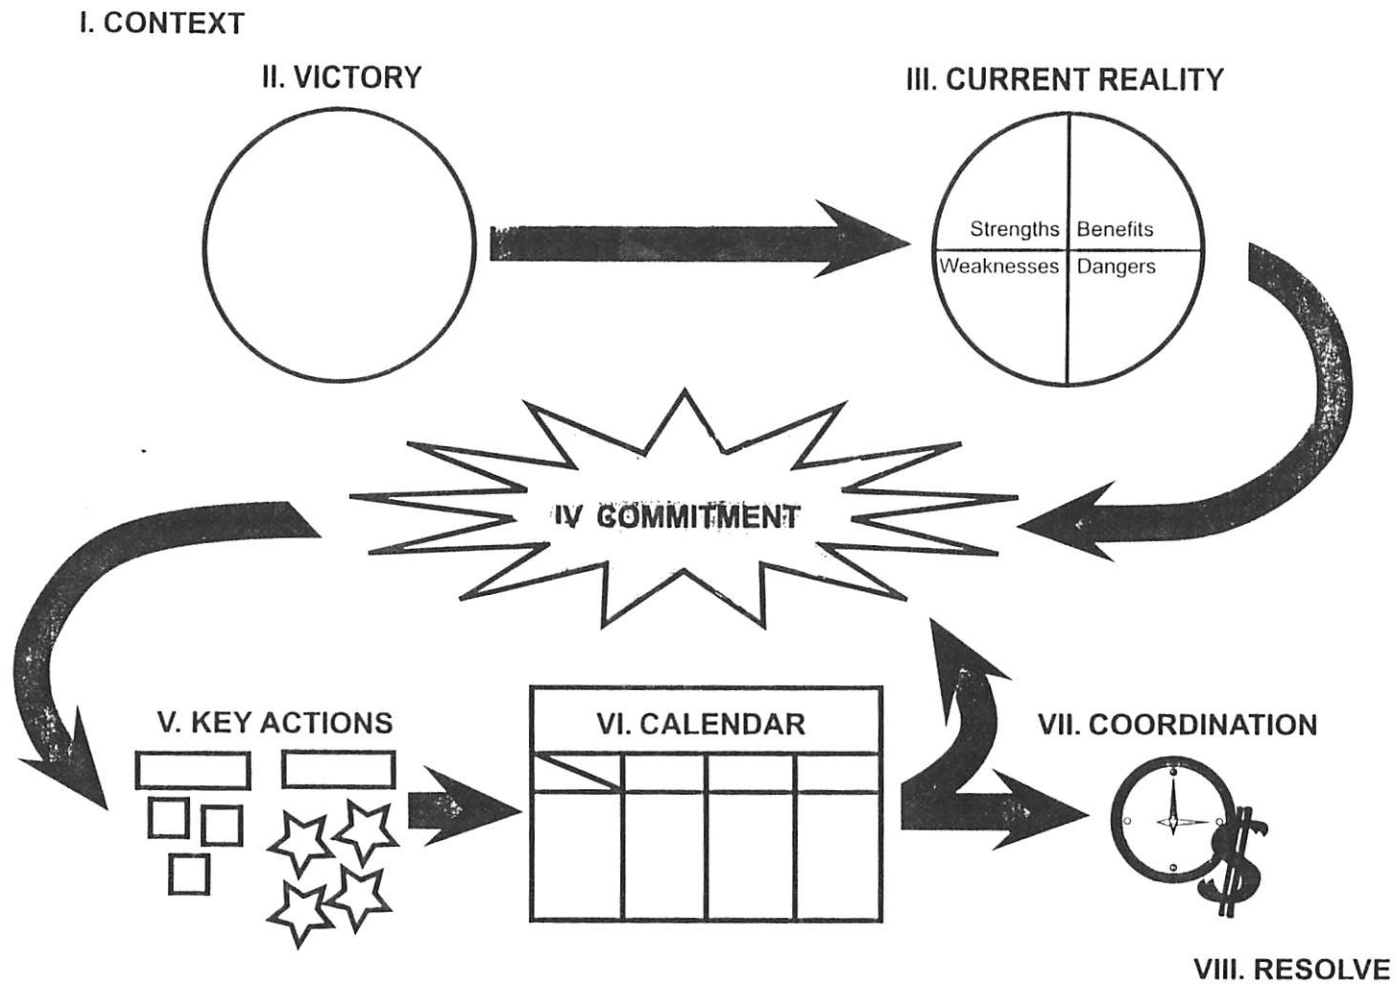 I. CONTEXT
II. VICTORY
III. CURRENT REALITY
Strengths Benefits
Weaknesses Dangers
IV COMMITMENT
V. KEY ACTIONS
VI. CALENDAR
VII. COORDINATION
$
VIII. RESOLVE